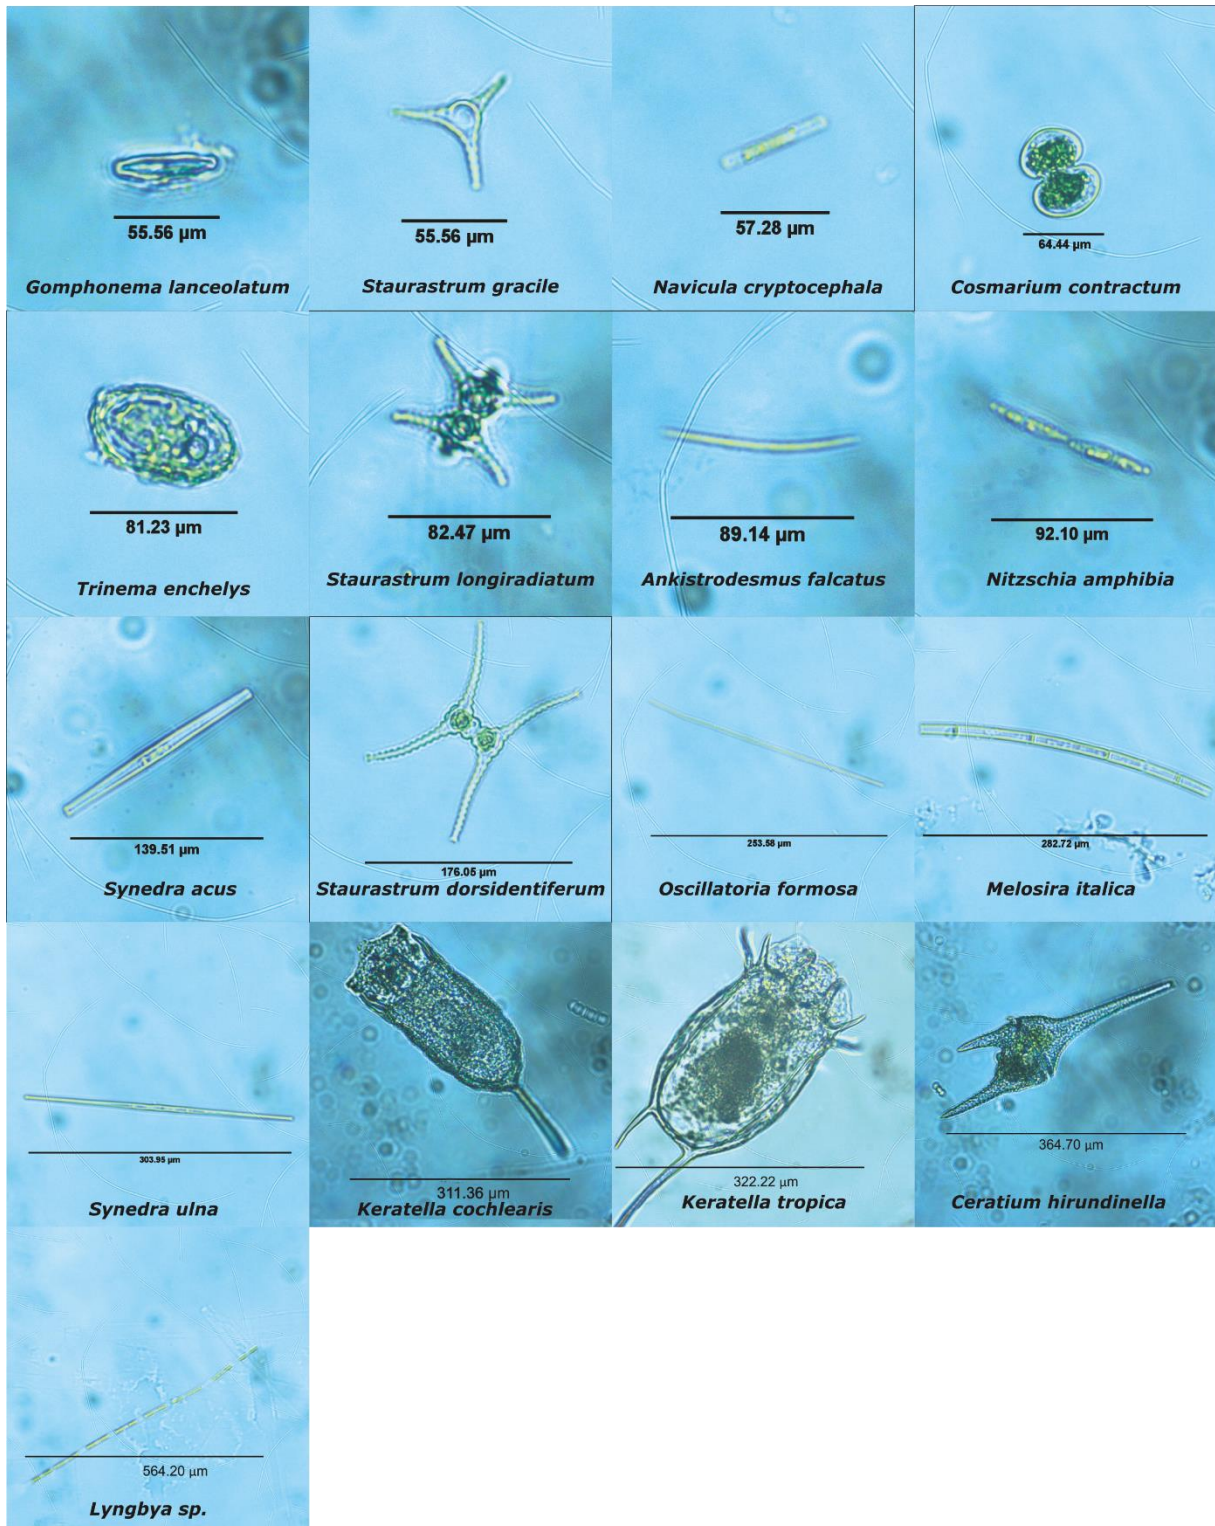 55.56 µm
Gomphonema lanceolatum
55.56 µm
Staurastrum gracile
57.28 µm
Navicula cryptocephala
64.44 µm
Cosmarium contractum
81.23 µm
Trinema enchelys
82.47 µm
Staurastrum longiradiatum
89.14 µm
Ankistrodesmus falcatus
92.10 µm
Nitzschia amphibia
139.51 µm
Synedra acus
176.05 µm
Staurastrum dorsidentiferum
253.58 µm
Oscillatoria formosa
282.72 µm
Melosira italica
303.95 µm
Synedra ulna
311.36 µm
Keratella cochlearis
322.22 µm
Keratella tropica
364.70 µm
Ceratium hirundinella
564.20 µm
Lyngbya sp.